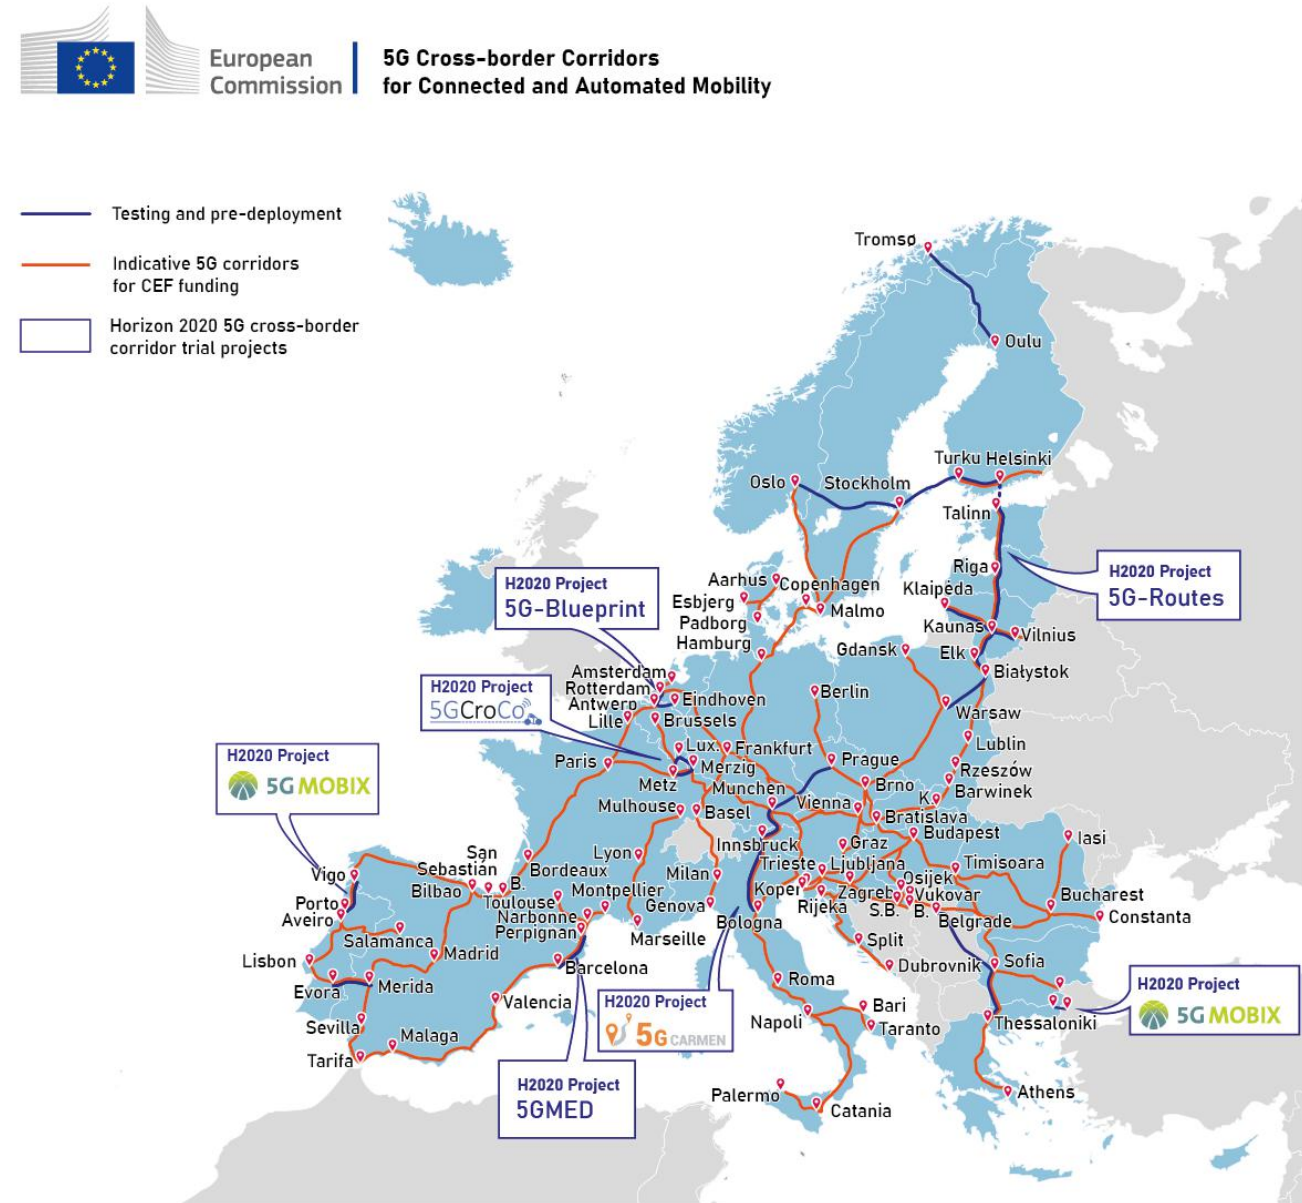 European
Commission
5G Cross-border Corridors
for Connected and Automated Mobility
Testing and pre-deployment
Indicative 5G corridors
for CEF funding
Horizon 2020 5G cross-border
corridor trial projects
Tromsø
Oulu
Turku Helsinki
Oslo
Stockholm
Talinn
Riga
Klaipėda
H2020 Project
5G-Routes
Aarhus
Copenhagen
Esbjerg
Malmo
Padborg
Kaunas
Vilnius
Hamburg
Gdansk
Elk
Białystok
H2020 Project
5G-Blueprint
Amsterdam
Rotterdam
Antwerp
Eindhoven
Lille
Brussels
Berlin
Warsaw
H2020 Project
5GCroCo
Lux.
Frankfurt
Lublin
Paris
Merzig
Prague
Rzeszów
Metz
Munchen
Brno
Barwinek
H2020 Project
5G MOBIX
Mulhouse
Basel
Vienna
K.
Bratislava
Innsbruck
Graz
Budapest
Iasi
Lyon
Trieste
Ljubljana
Timisoara
San
Sebastian
Bordeaux
Vigo
Bilbao
B.
Milan
Koper
Zagreb
Osijek
Vukovar
Bucharest
Toulouse
Montpellier
Porto
Narbonne
Genova
Rijeka
S.B.
B.
Belgrade
Constanta
Aveiro
Perpignan
Bologna
Salamanca
Marseille
Split
Lisbon
Madrid
Barcelona
Dubrovnik
Sofia
Evora
Merida
Valencia
Roma
H2020 Project
5G MOBIX
H2020 Project
5G CARMEN
Bari
Sevilla
Napoli
Taranto
Thessaloniki
Malaga
Tarifa
H2020 Project
5GMED
Palermo
Catania
Athens